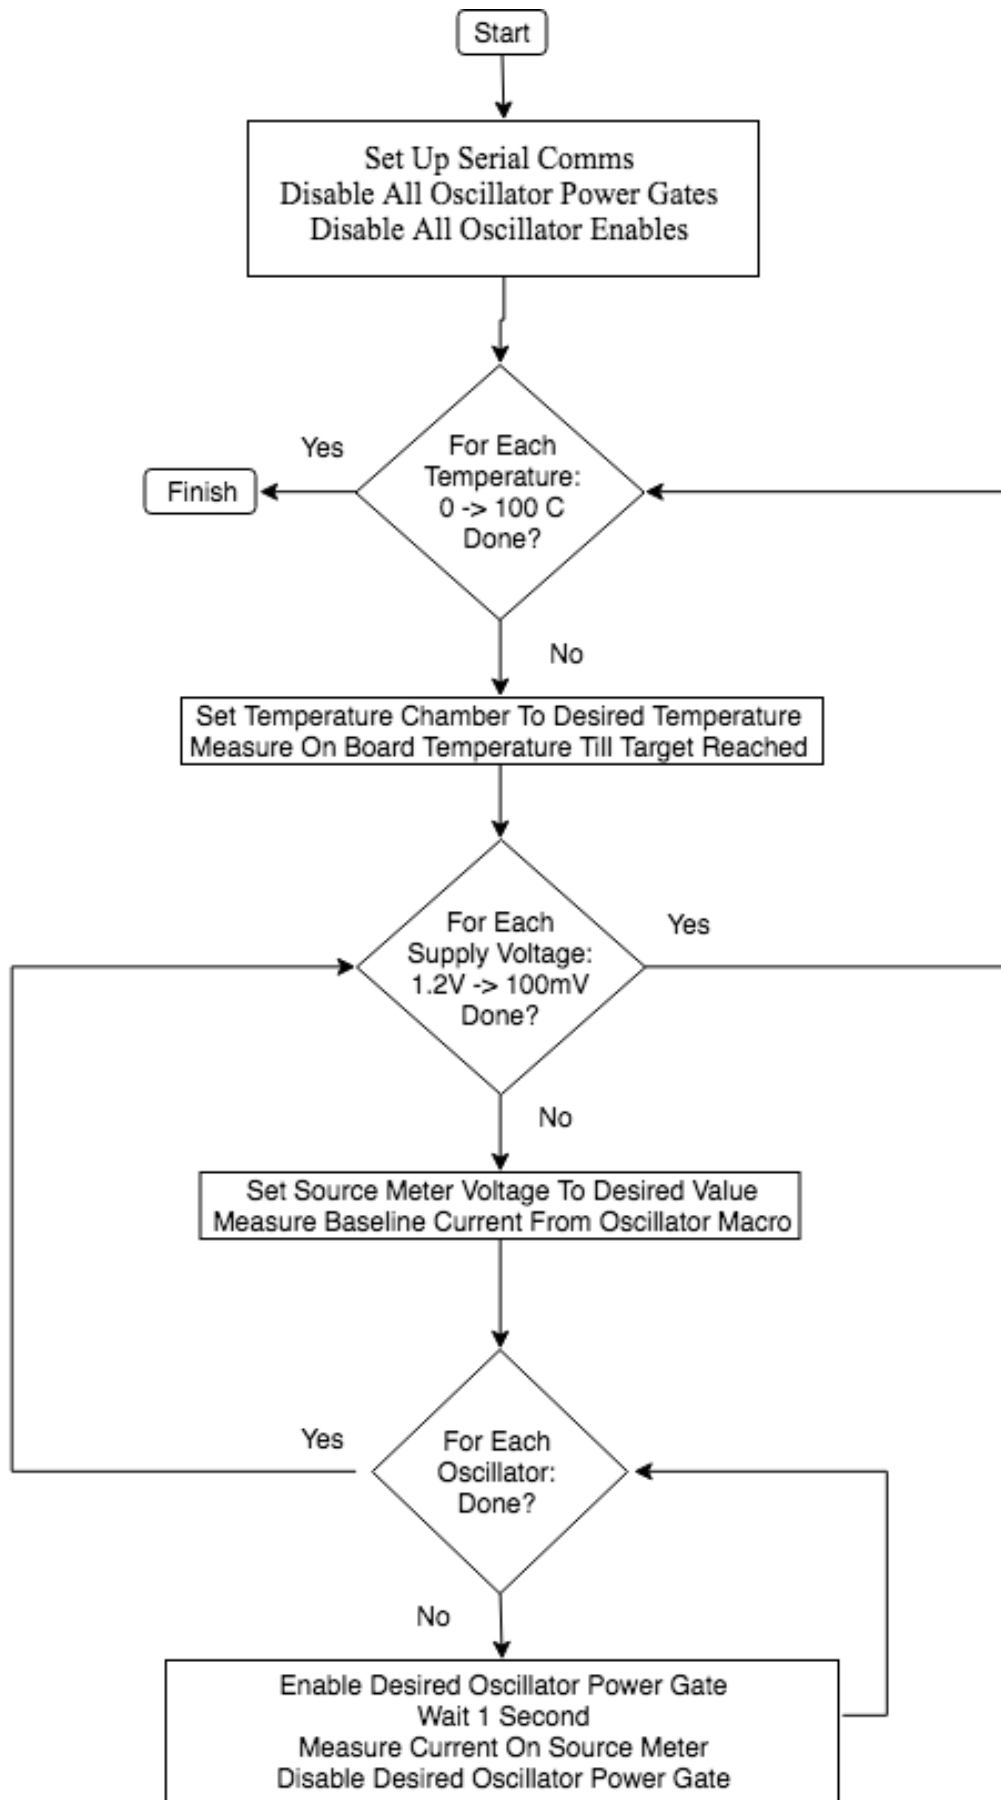 Start
Set Up Serial Comms
Disable All Oscillator Power Gates
Disable All Oscillator Enables
Yes
For Each
Temperature:
0 -> 100 C
Done?
Finish
No
Set Temperature Chamber To Desired Temperature
Measure On Board Temperature Till Target Reached
For Each
Supply Voltage:
1.2V -> 100mV
Done?
Yes
No
Set Source Meter Voltage To Desired Value
Measure Baseline Current From Oscillator Macro
Yes
For Each
Oscillator:
Done?
No
Enable Desired Oscillator Power Gate
Wait 1 Second
Measure Current On Source Meter
Disable Desired Oscillator Power Gate